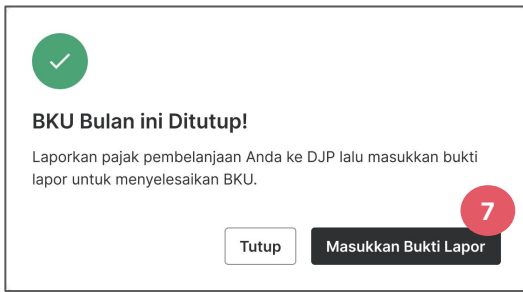 BKU Bulan ini Ditutup!
Laporkan pajak pembelanjaan Anda ke DJP lalu masukkan bukti
lapor untuk menyelesaikan BKU.
7
Tutup
Masukkan Bukti Lapor